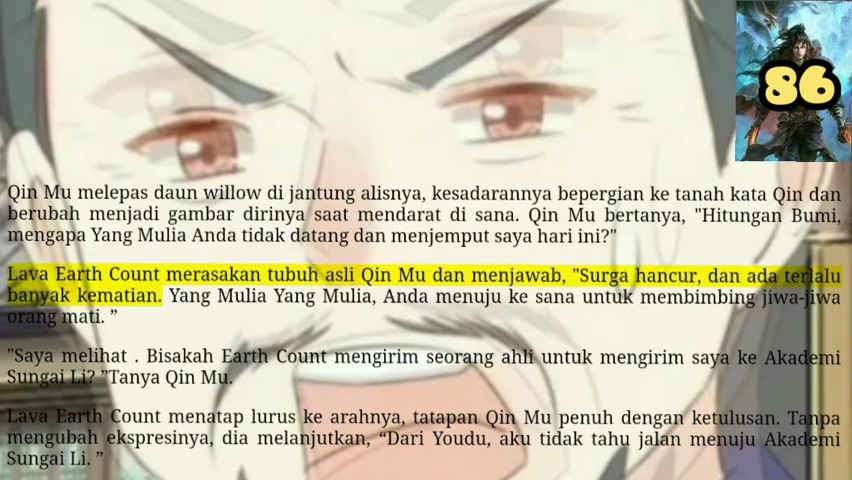 86
Qin Mu melepas daun willow di jantung alisnya, kesadarannya bepergian ke tanah kata Qin dan
berubah menjadi gambar dirinya saat mendarat di sana. Qin Mu bertanya, "Hitungan Bumi,
mengapa Yang Mulia Anda tidak datang dan menjemput saya hari ini?"
Lava Earth Count merasakan tubuh asli Qin Mu dan menjawab, "Surga hancur, dan ada terlalu
banyak kematian. Yang Mulia Yang Mulia, Anda menuju ke sana untuk membimbing jiwa-jiwa
orang mati. ”
"Saya melihat . Bisakah Earth Count mengirim seorang ahli untuk mengirim saya ke Akademi
Sungai Li? ”Tanya Qin Mu.
Lava Earth Count menatap lurus ke arahnya, tatapan Qin Mu penuh dengan ketulusan. Tanpa
mengubah ekspresinya, dia melanjutkan, “Dari Youdu, aku tidak tahu jalan menuju Akademi
Sungai Li. ”